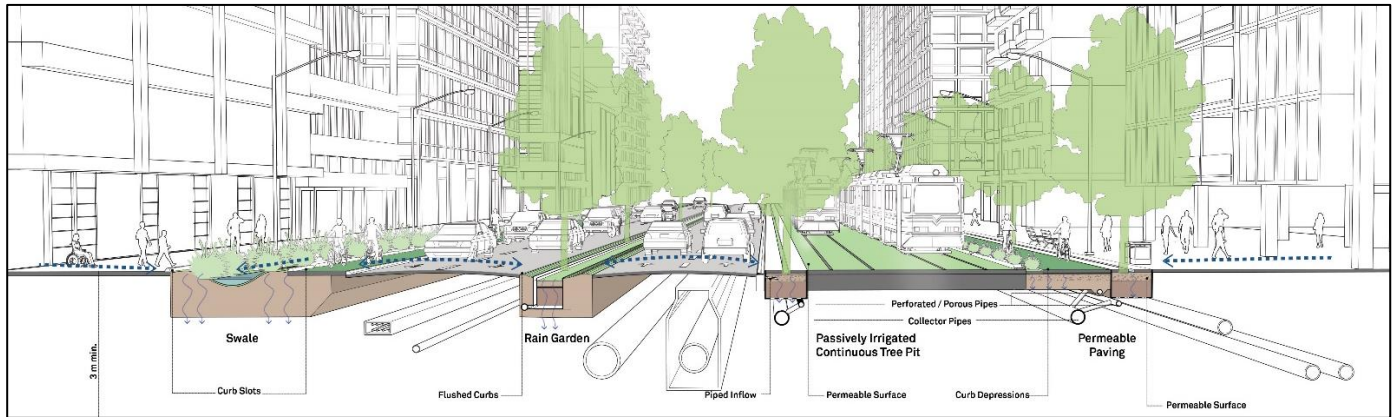 Perforated / Porous Pipes
Collector Pipes
Swale
Rain Garden
Passively Irrigated
Continuous Tree Pit
Permeable
Paving
3 m min.
Curb Slots
Flushed Curbs
Piped Inflow
Permeable Surface
Curb Depressions
Permeable Surface